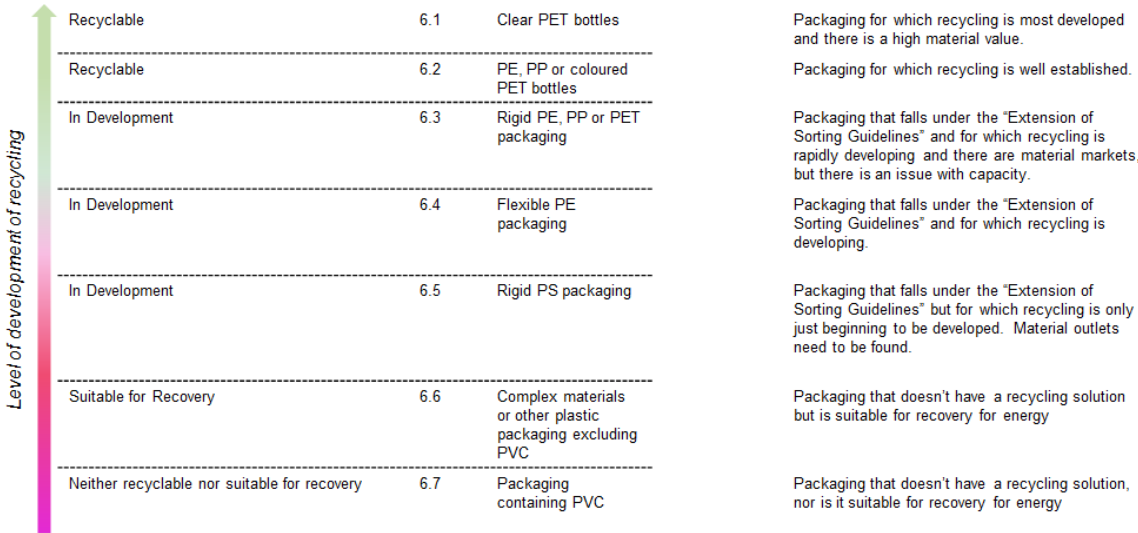 Level of development of recycling
Recyclable 6.1 Clear PET bottles Packaging for which recycling is most developed
and there is a high material value.
Recyclable 6.2 PE, PP or coloured Packaging for which recycling is well established.
PET bottles
In Development 6.3 Rigid PE, PP or PET Packaging that falls under the “Extension of
packaging Sorting Guidelines” and for which recycling is
rapidly developing and there are material markets,
but there is an issue with capacity.
In Development 6.4 Flexible PE Packaging that falls under the “Extension of
packaging Sorting Guidelines” and for which recycling is
developing.
In Development 6.5 Rigid PS packaging Packaging that falls under the “Extension of
Sorting Guidelines” but for which recycling is only
just beginning to be developed. Material outlets
need to be found.
Suitable for Recovery 6.6 Complex materials Packaging that doesn’t have a recycling solution
or other plastic but is suitable for recovery for energy
packaging excluding
PVC
Neither recyclable nor suitable for recovery 6.7 Packaging Packaging that doesn’t have a recycling solution,
containing PVC nor is it suitable for recovery for energy